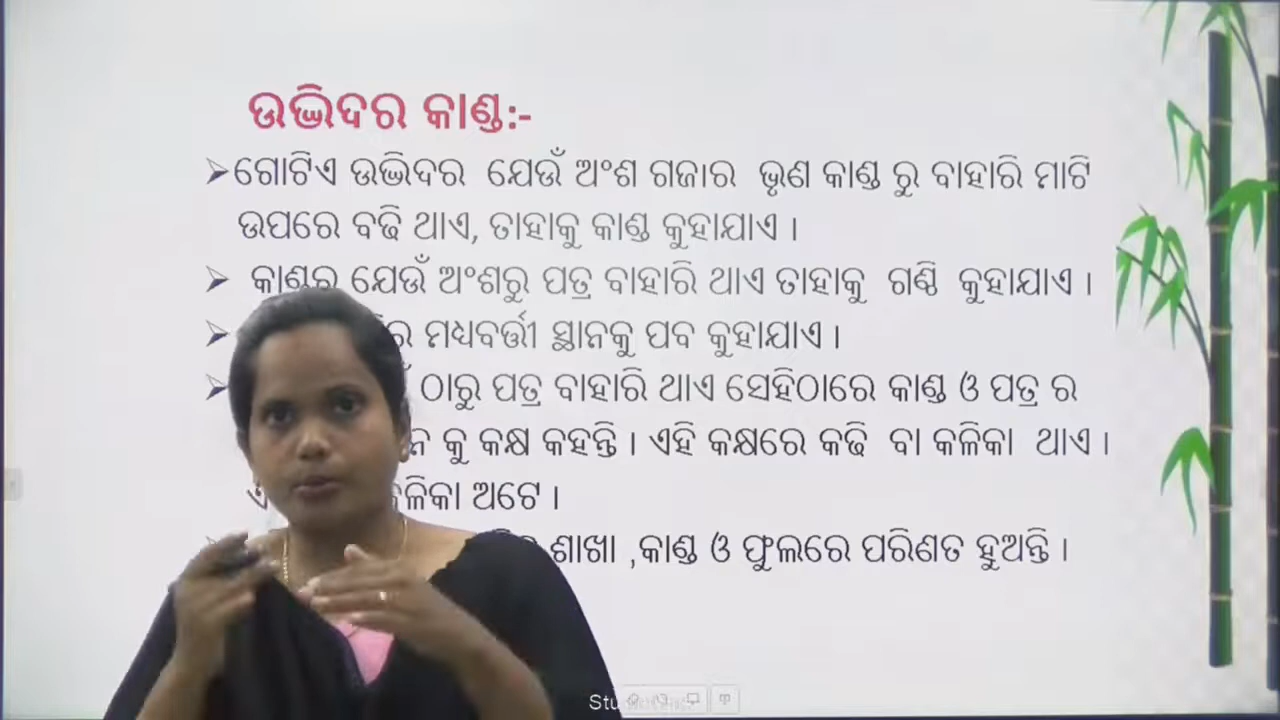 ଉଦ୍ଭିଦର କାଣ୍ଡ:-
➢ଗୋଟିଏ ଉଦ୍ଭିଦର ଯେଉଁ ଅଂଶ ଗଜାର ଭୃଣ କାଣ୍ଡ ରୁ ବାହାରି ମାଟି
ଉପରେ ବଢି ଥାଏ, ତାହାକୁ କାଣ୍ଡ କୁହାଯାଏ ।
➢ କାଣ୍ଡର ଯେଉଁ ଅଂଶରୁ ପତ୍ର ବାହାରି ଥାଏ ତାହାକୁ ଗଣ୍ଠି କୁହାଯାଏ ।
➢ ମଧ୍ୟବର୍ତ୍ତୀ ସ୍ଥାନକୁ ପବ କୁହାଯାଏ ।
➢ ଠାରୁ ପତ୍ର ବାହାରି ଥାଏ ସେହିଠାରେ କାଣ୍ଡ ଓ ପତ୍ର ର
କୁ କକ୍ଷ କହନ୍ତି । ଏହି କକ୍ଷରେ କଢି ବା କଳିକା ଥାଏ ।
ଅଟେ ।
ଶାଖା ,କାଣ୍ଡ ଓ ଫୁଲରେ ପରିଣତ ହୁଅନ୍ତି ।